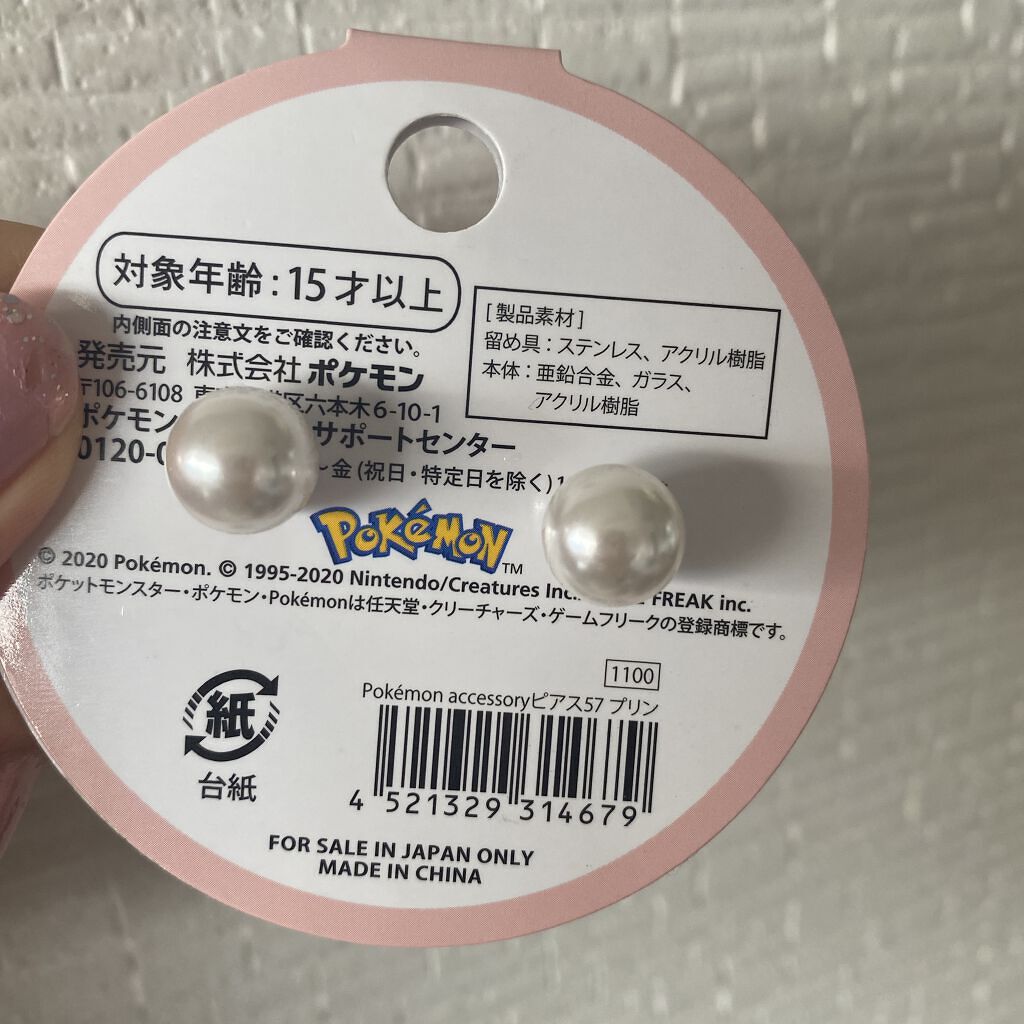 対象年齢:15才以上
内側面の注意文をご確認ください。
発売元 株式会社ポケモン
〒106-6108 区六本木6-10-1
ポケモン サポートセンター
0120- ～金(祝日・特定日を除く)
[製品素材]
留め具:ステンレス、アクリル樹脂
本体:亜鉛合金、ガラス、
アクリル樹脂
POKéMON™
© 2020 Pokémon. © 1995-2020 Nintendo/Creatures Inc. FREAK inc.
ポケットモンスター・ポケモン・Pokémonは任天堂・クリーチャーズ・ゲームフリークの登録商標です。
1100
Pokémon accessoryピアス57 プリン
4 521329 314679
紙
台紙
FOR SALE IN JAPAN ONLY
MADE IN CHINA